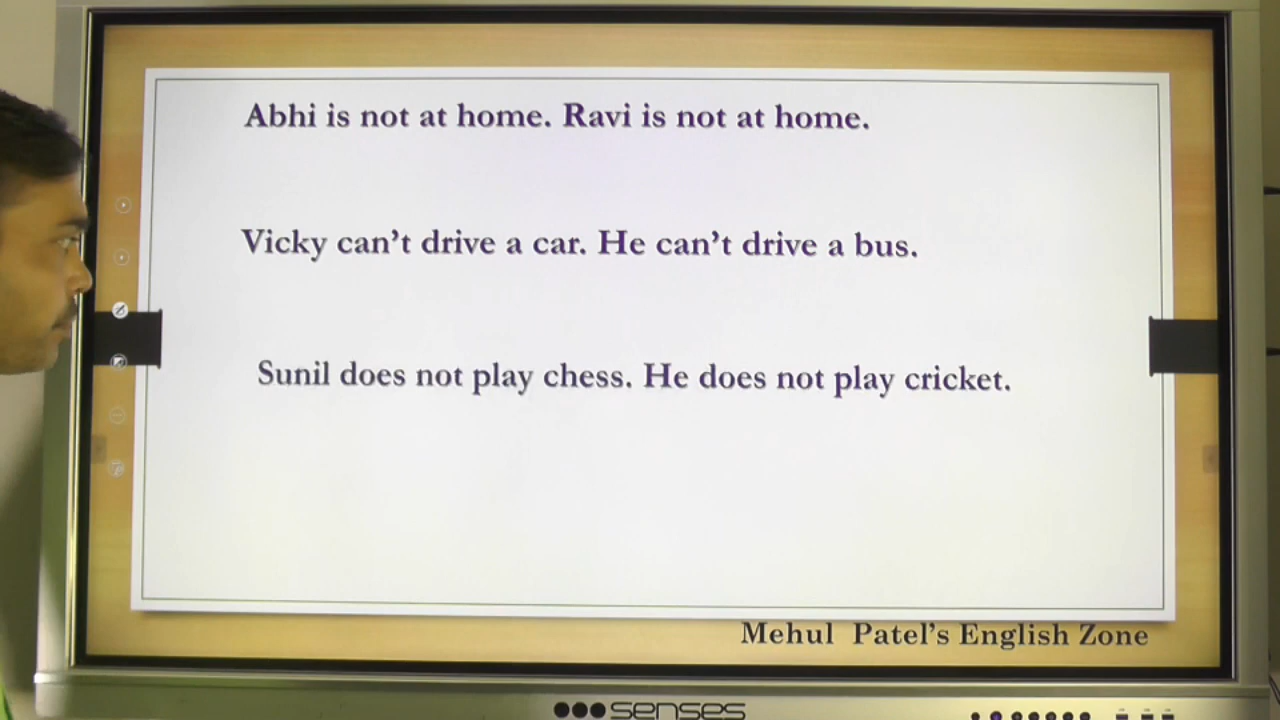 Abhi is not at home. Ravi is not at home.
Vicky can't drive a car. He can't drive a bus.
Sunil does not play chess. He does not play cricket.
Mehul Patel's English Zone
senses